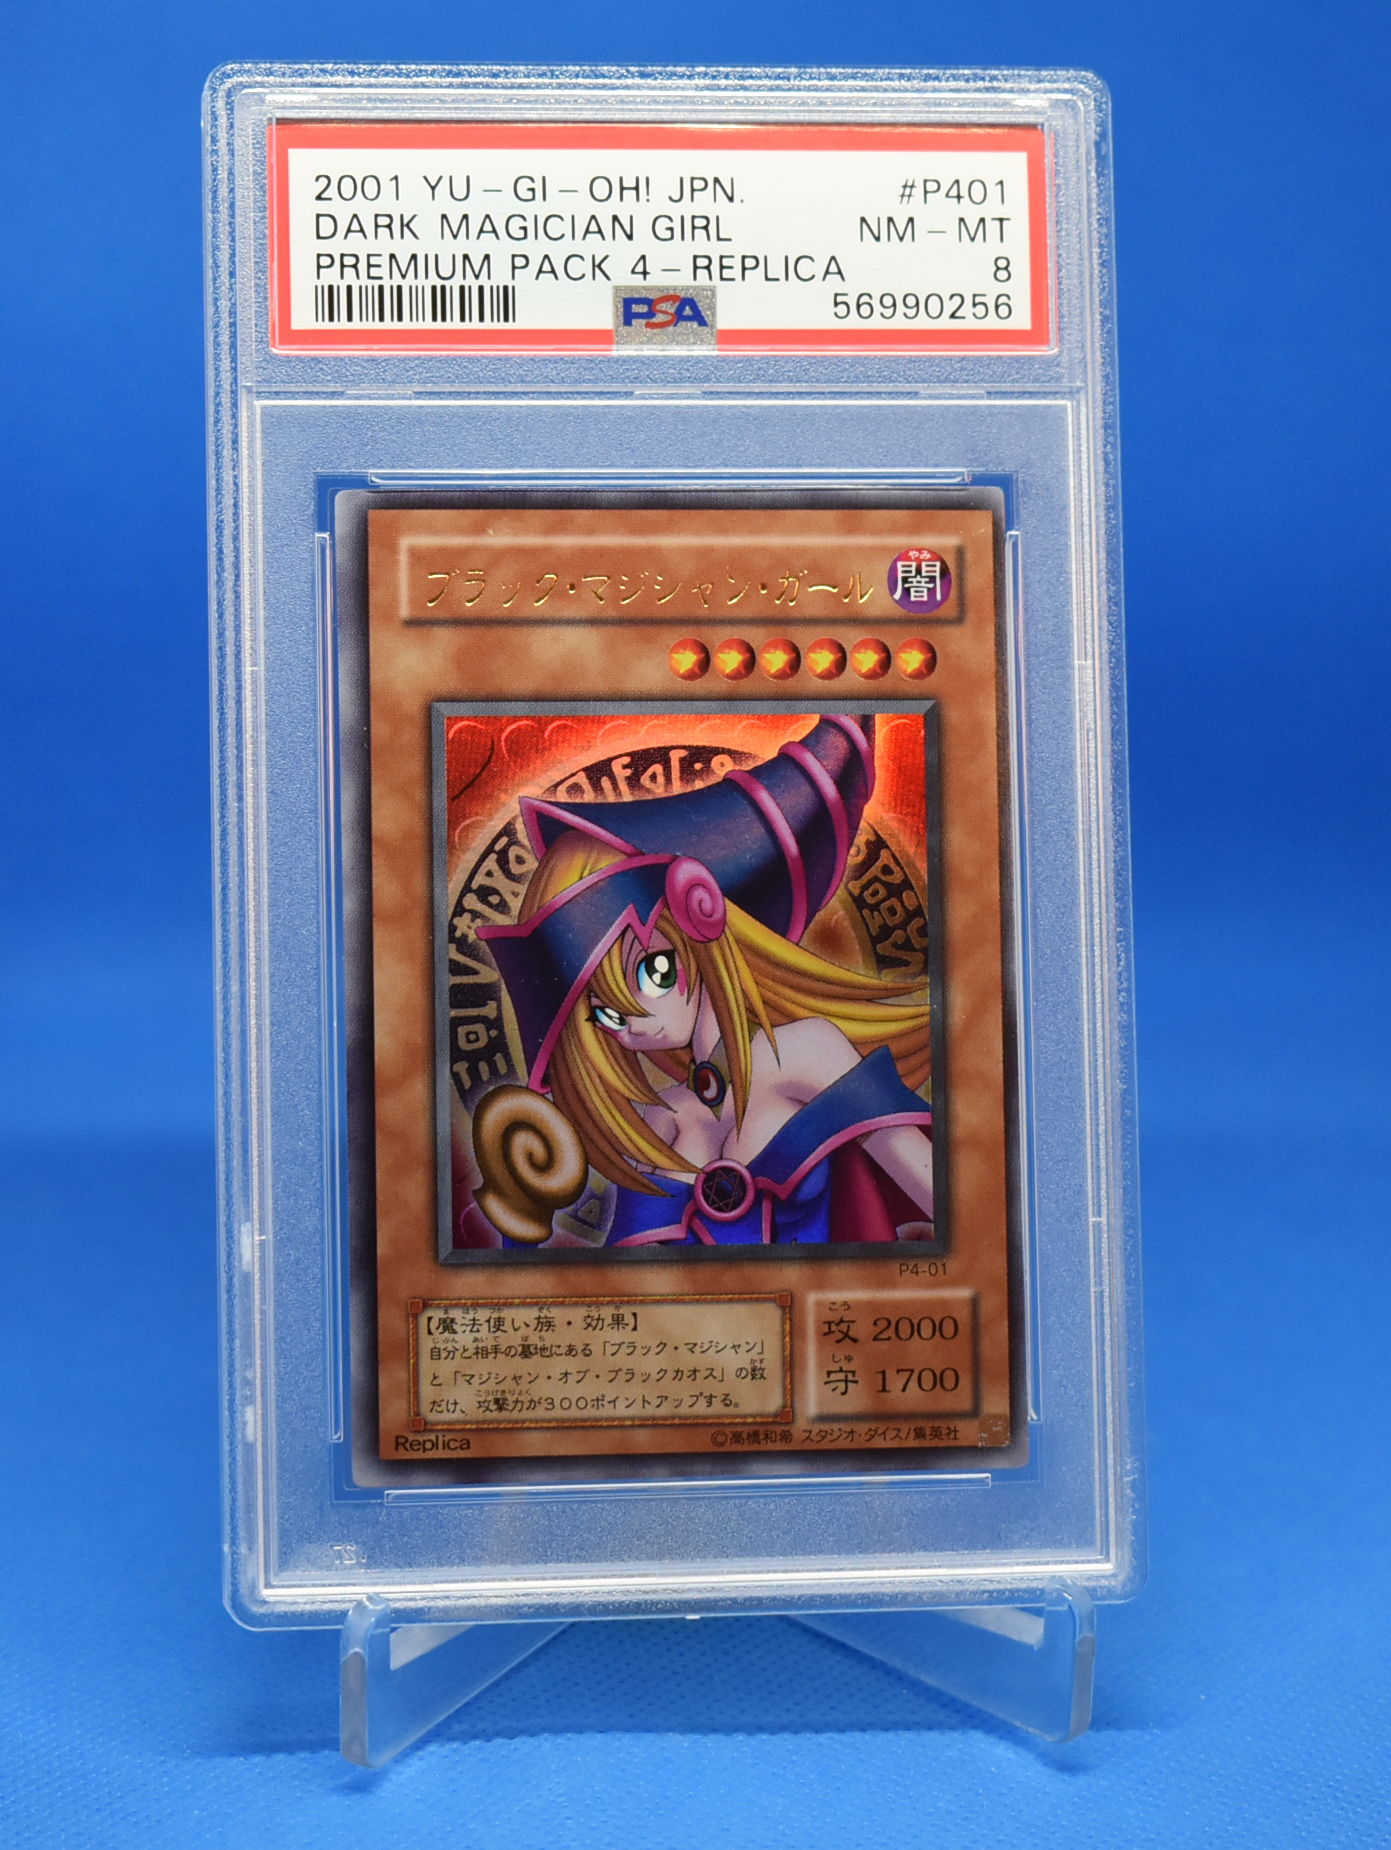 2001 YU-GI-OH! JPN. #P401
DARK MAGICIAN GIRL NM-MT
PREMIUM PACK 4-REPLICA 8
PSA 56990256
ブラック・マジシャン・ガール
やみ
闇
P4-01
【魔法使い族・効果】
自分と相手の墓地にある「ブラック・マジシャン」
と「マジシャン・オブ・ブラックカオス」の数
だけ、攻撃力が300ポイントアップする。
こう
攻 2000
しゅ
守 1700
Replica
©高橋和希 スタジオ・ダイス/集英社